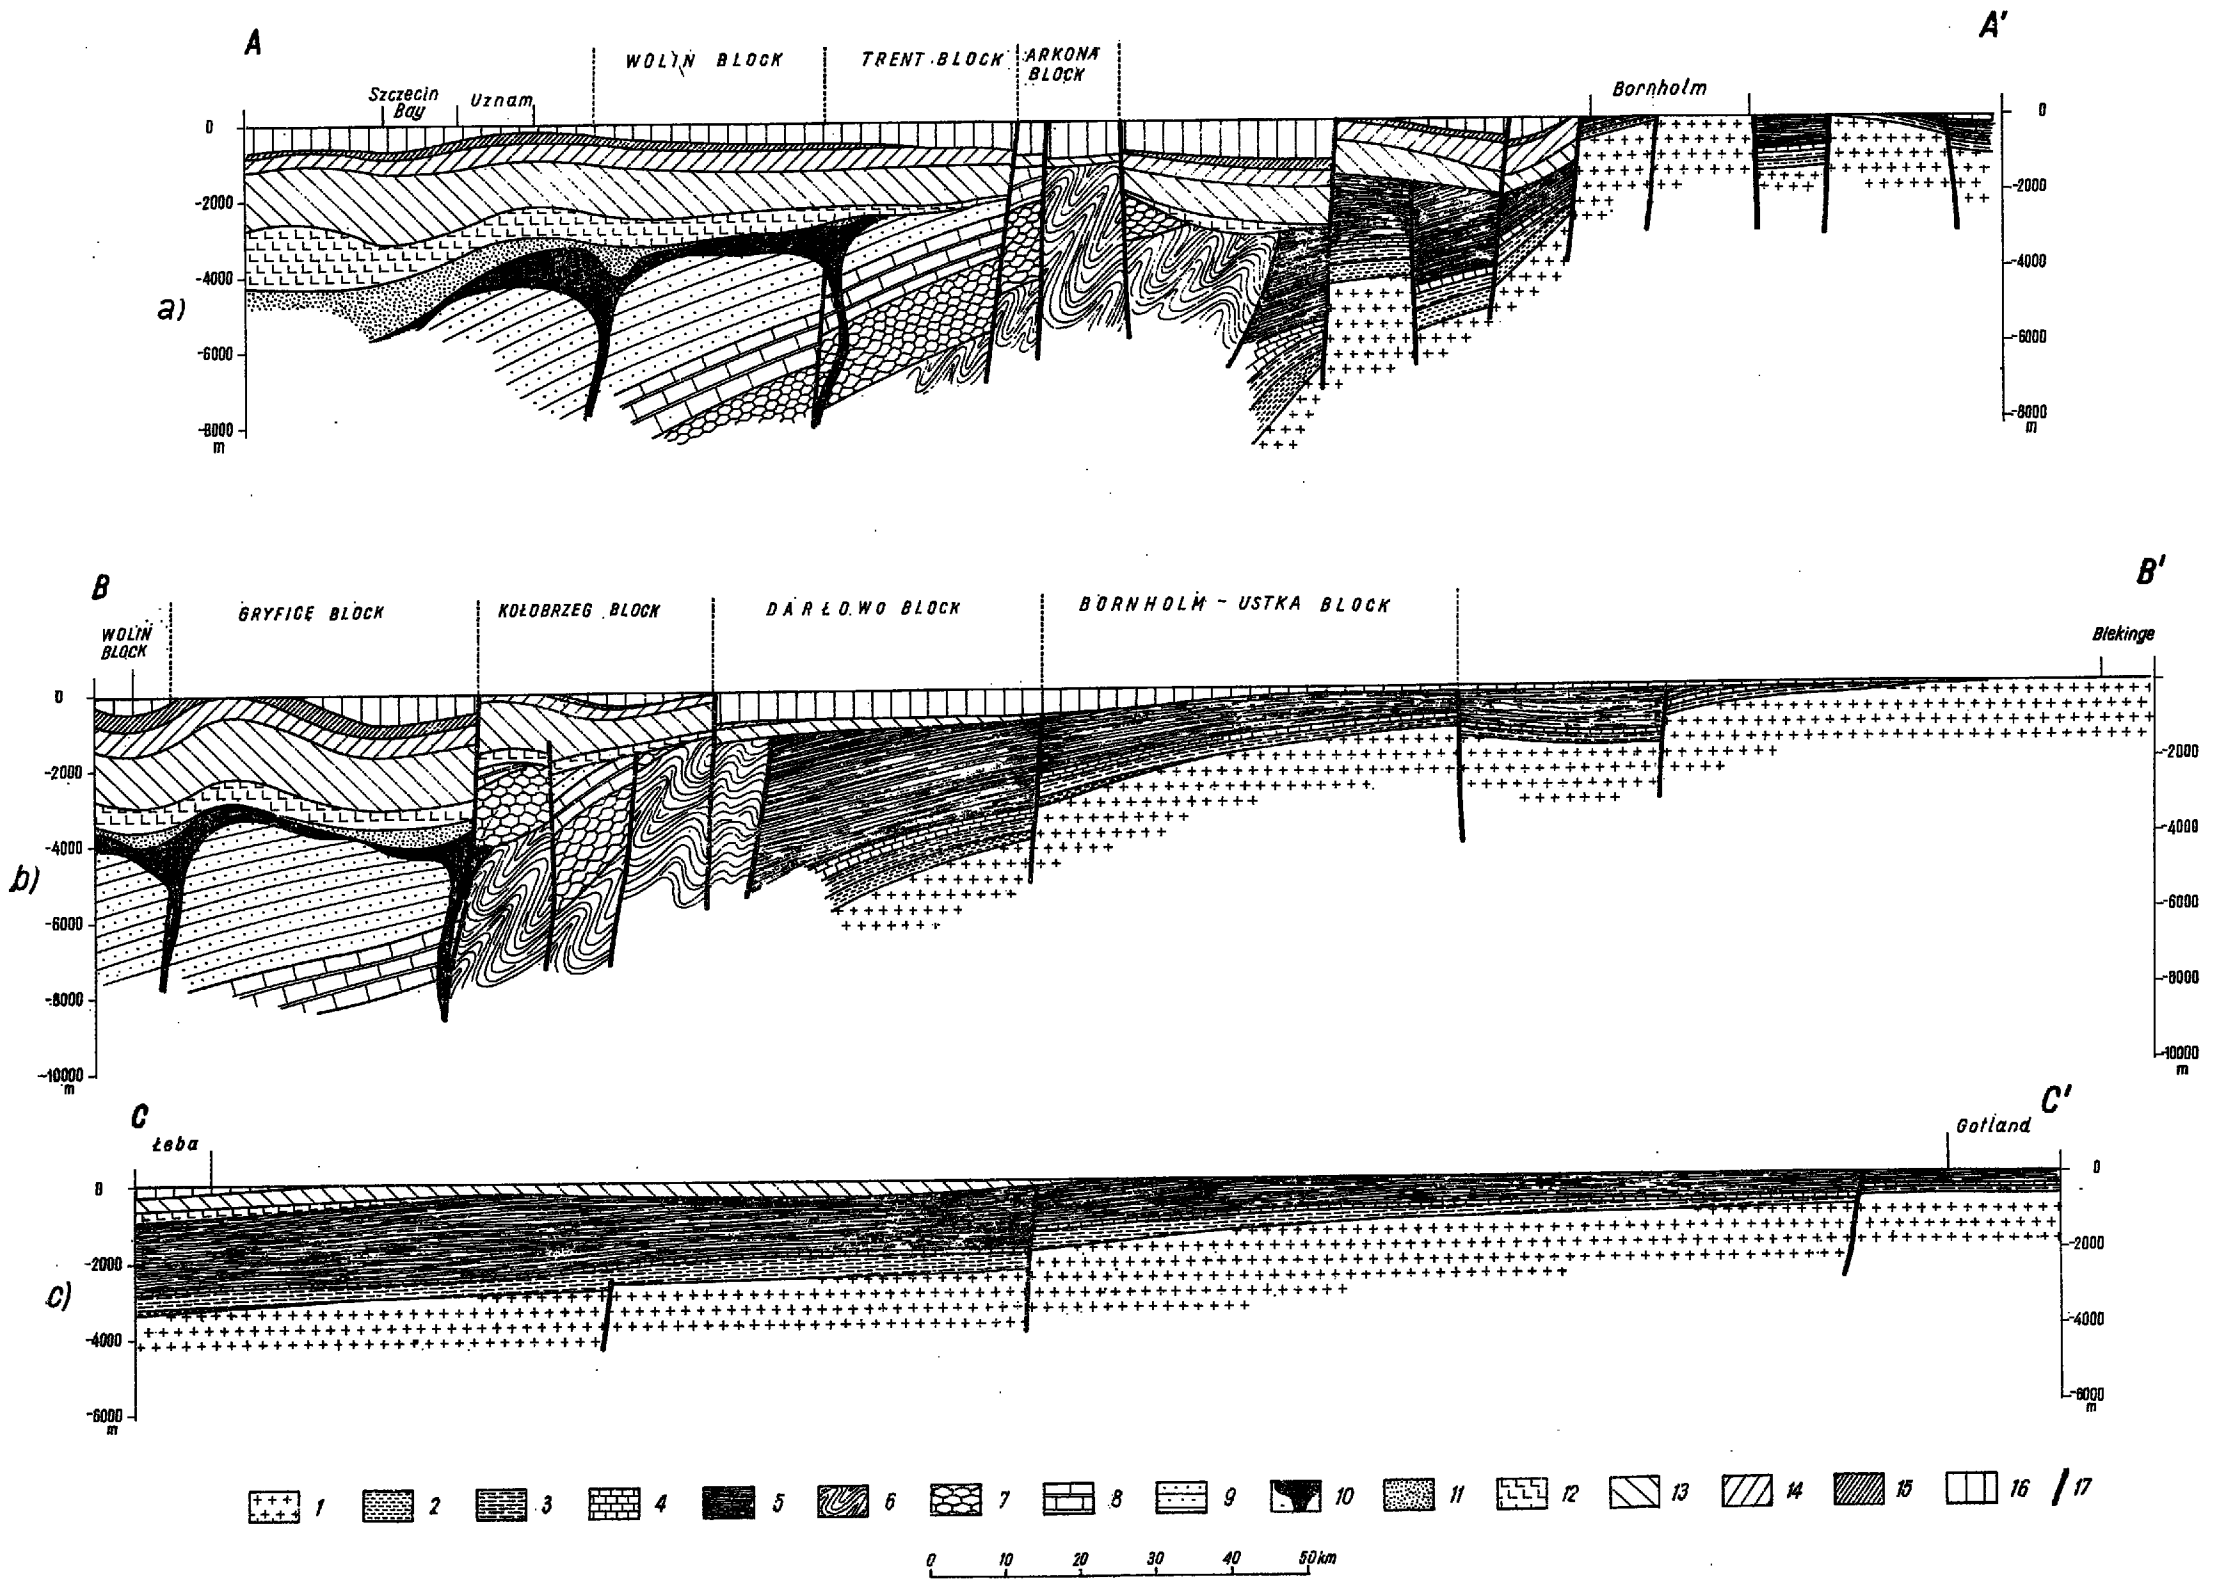 A
A'
WOLIN BLOCK
TRENT BLOCK
ARKONA
BLOCK
Szczecin
Bay
Uznam
Bornholm
0
-2000
-4000
-6000
-8000
m
0
-2000
-4000
-6000
-8000
m
a)
B
B'
WOLIN
BLOCK
GRYFICE BLOCK
KOŁOBRZEG BLOCK
DARŁOWO BLOCK
BORNHOLM - USTKA BLOCK
Blekinge
0
-2000
-4000
-6000
-8000
-10000
m
-2000
-4000
-6000
-8000
-10000
m
b)
C
C'
Łeba
Gotland
0
-2000
-4000
-6000
m
0
-2000
-4000
-6000
m
c)
1 2 3 4 5 6 7 8 9 10 11 12 13 14 15 16 17
0 10 20 30 40 50km